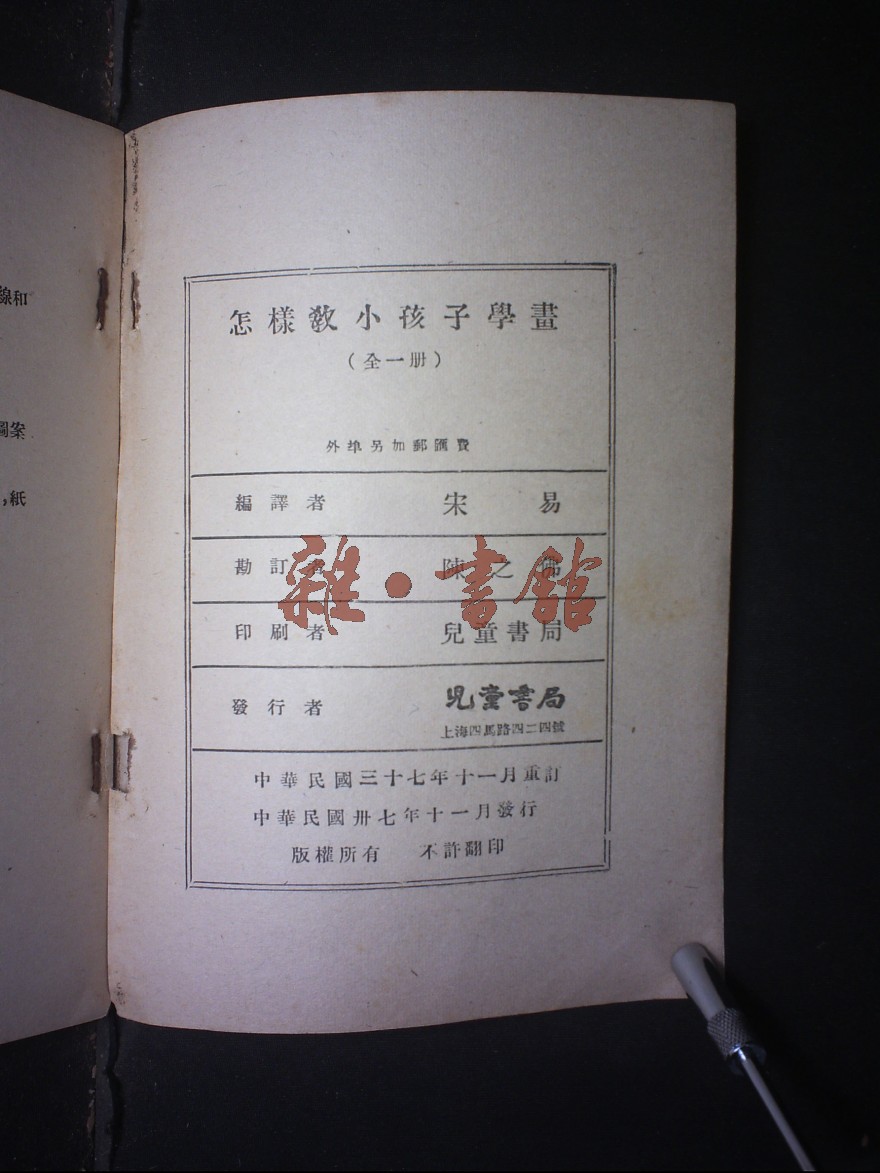 線和
圖案
，紙
怎樣教小孩子學畫
（全一册）
外埠另加郵匯費
編譯者 宋易
勘訂者 陳之佛
印刷者 兒童書局
發行者 兒童書局
上海四馬路四二四號
中華民國三十七年十一月重訂
中華民國卅七年十一月發行
版權所有 不許翻印
雜·書館